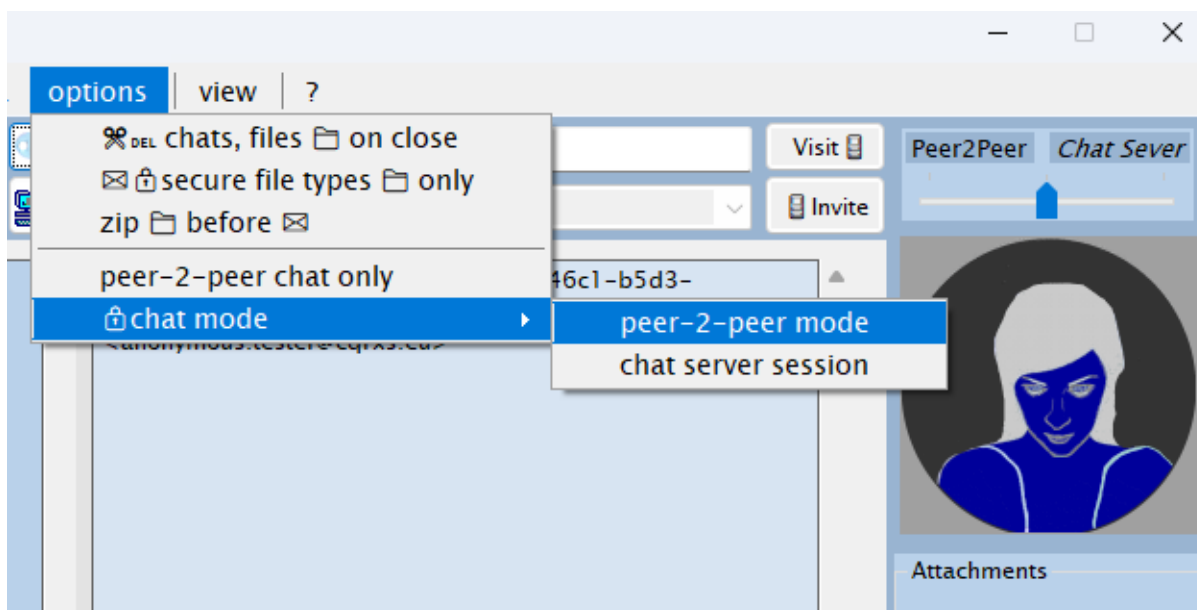 options view ?
DEL chats, files on close
secure file types only
zip before
peer-2-peer chat only
chat mode
peer-2-peer mode
chat server session
Visit
Invite
Peer2Peer Chat Sever
46c1-b5d3-
Attachments